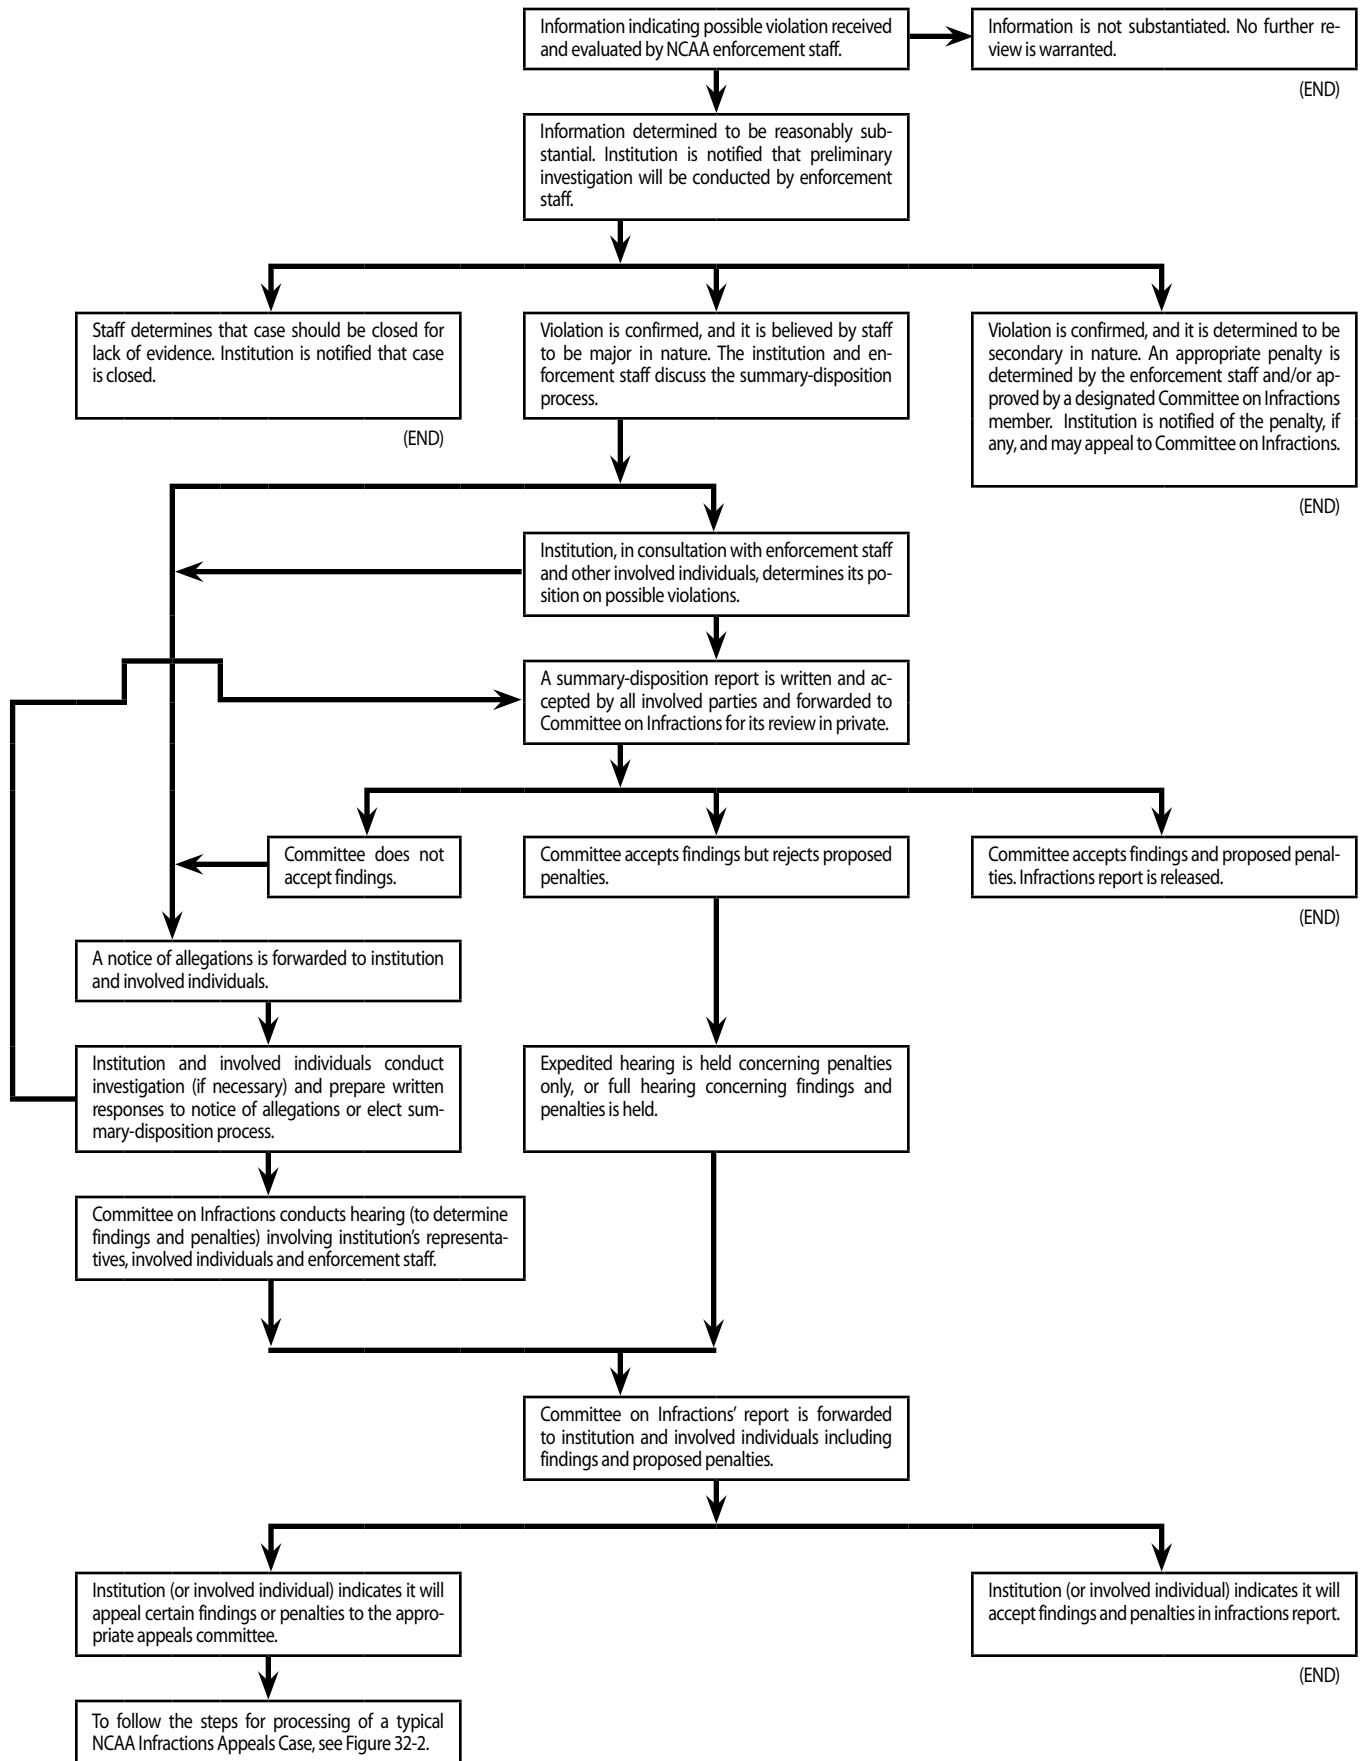 Information indicating possible violation received
and evaluated by NCAA enforcement staff.
Information is not substantiated. No further re-
view is warranted.
(END)
Information determined to be reasonably sub-
stantial. Institution is notified that preliminary
investigation will be conducted by enforcement
staff.
Staff determines that case should be closed for
lack of evidence. Institution is notified that case
is closed.
(END)
Violation is confirmed, and it is believed by staff
to be major in nature. The institution and en-
forcement staff discuss the summary-disposition
process.
Violation is confirmed, and it is determined to be
secondary in nature. An appropriate penalty is
determined by the enforcement staff and/or ap-
proved by a designated Committee on Infractions
member. Institution is notified of the penalty, if
any, and may appeal to Committee on Infractions.
(END)
Institution, in consultation with enforcement staff
and other involved individuals, determines its po-
sition on possible violations.
A summary-disposition report is written and ac-
cepted by all involved parties and forwarded to
Committee on Infractions for its review in private.
Committee does not
accept findings.
Committee accepts findings but rejects proposed
penalties.
Committee accepts findings and proposed penal-
ties. Infractions report is released.
(END)
A notice of allegations is forwarded to institution
and involved individuals.
Institution and involved individuals conduct
investigation (if necessary) and prepare written
responses to notice of allegations or elect sum-
mary-disposition process.
Expedited hearing is held concerning penalties
only, or full hearing concerning findings and
penalties is held.
Committee on Infractions conducts hearing (to determine
findings and penalties) involving institution's representa-
tives, involved individuals and enforcement staff.
Committee on Infractions' report is forwarded
to institution and involved individuals including
findings and proposed penalties.
Institution (or involved individual) indicates it will
appeal certain findings or penalties to the appro-
priate appeals committee.
Institution (or involved individual) indicates it will
accept findings and penalties in infractions report.
(END)
To follow the steps for processing of a typical
NCAA Infractions Appeals Case, see Figure 32-2.